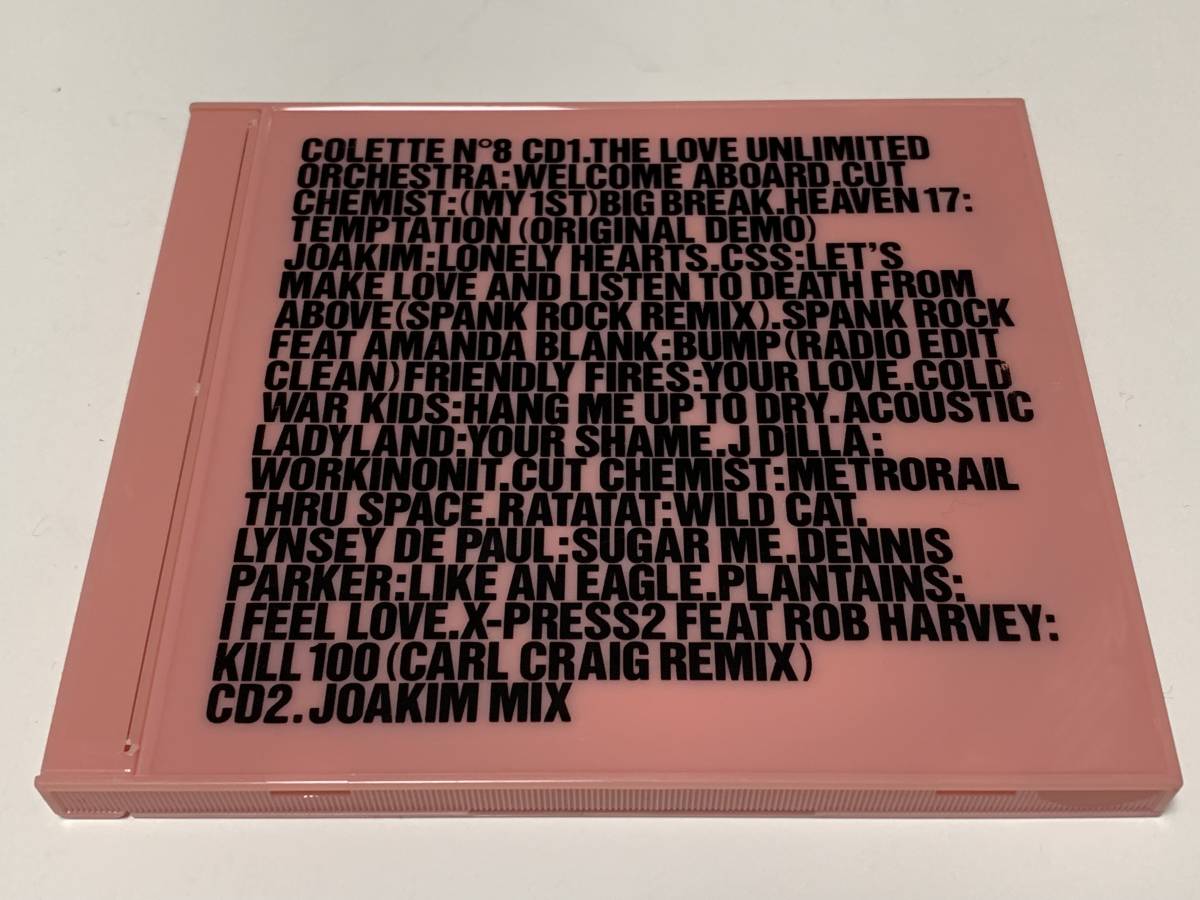 COLETTE N°8 CD1.THE LOVE UNLIMITED
ORCHESTRA:WELCOME ABOARD.CUT
CHEMIST:(MY 1ST)BIG BREAK.HEAVEN 17:
TEMPTATION (ORIGINAL DEMO)
JOAKIM:LONELY HEARTS.CSS:LET'S
MAKE LOVE AND LISTEN TO DEATH FROM
ABOVE(SPANK ROCK REMIX).SPANK ROCK
FEAT AMANDA BLANK:BUMP(RADIO EDIT
CLEAN)FRIENDLY FIRES:YOUR LOVE.COLD
WAR KIDS:HANG ME UP TO DRY.ACOUSTIC
LADYLAND:YOUR SHAME.J DILLA:
WORKINONIT.CUT CHEMIST:METRORAIL
THRU SPACE.RATATAT:WILD CAT.
LYNSEY DE PAUL:SUGAR ME.DENNIS
PARKER:LIKE AN EAGLE.PLANTAINS:
I FEEL LOVE.X-PRESS2 FEAT ROB HARVEY:
KILL 100 (CARL CRAIG REMIX)
CD2.JOAKIM MIX